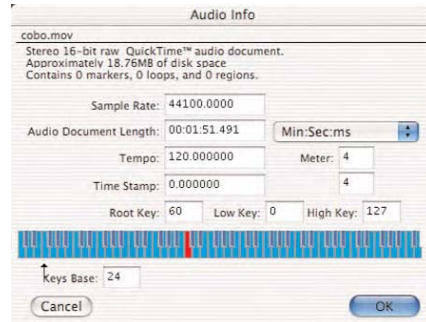 Audio Info
cobo.mov
Stereo 16-bit raw QuickTime™ audio document.
Approximately 18.76MB of disk space
Contains 0 markers, 0 loops, and 0 regions.
Sample Rate: 44100.0000
Audio Document Length: 00:01:51.491 Min:Sec:ms
Tempo: 120.000000 Meter: 4
Time Stamp: 0.000000 4
Root Key: 60 Low Key: 0 High Key: 127
Keys Base: 24
Cancel OK